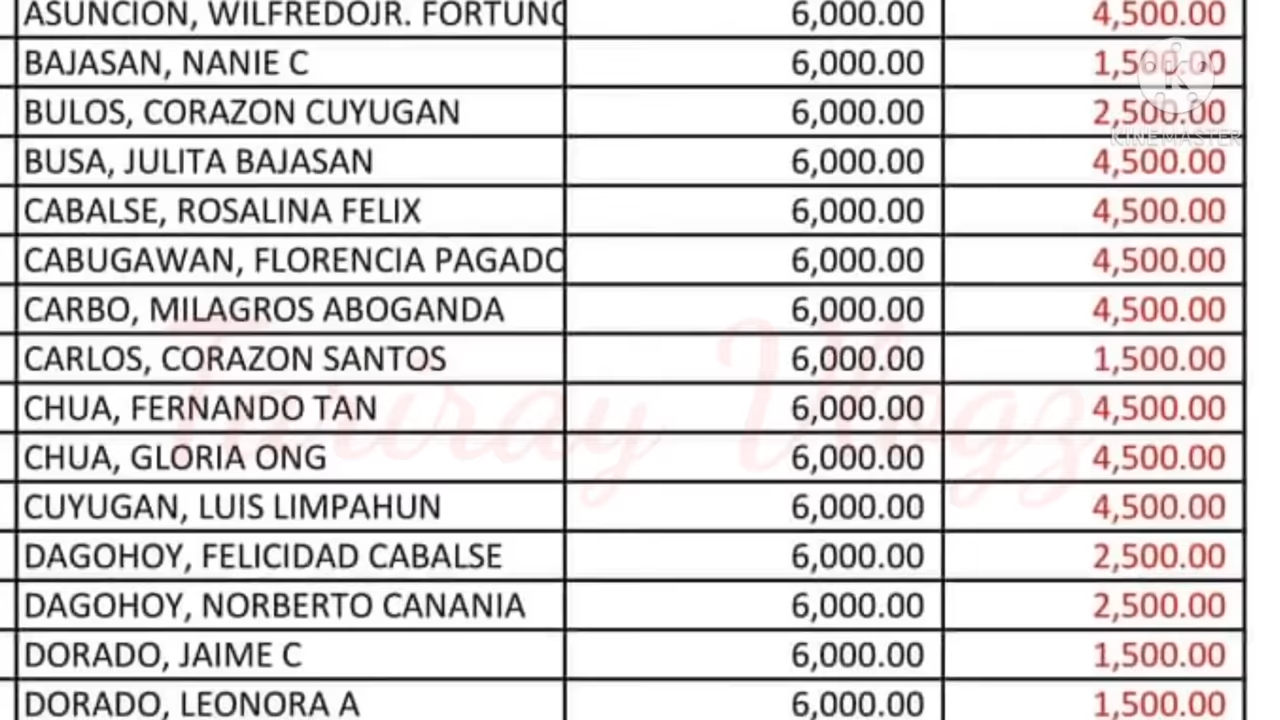 ASUNCION, WILFREDOJR. FORTUNO 6,000.00 4,500.00
BAJASAN, NANIE C 6,000.00 1,500.00
BULOS, CORAZON CUYUGAN 6,000.00 2,500.00
KINEMASTER
BUSA, JULITA BAJASAN 6,000.00 4,500.00
CABALSE, ROSALINA FELIX 6,000.00 4,500.00
CABUGAWAN, FLORENCIA PAGADO 6,000.00 4,500.00
CARBO, MILAGROS ABOGANDA 6,000.00 4,500.00
CARLOS, CORAZON SANTOS 6,000.00 1,500.00
CHUA, FERNANDO TAN 6,000.00 4,500.00
Vlogz
CHUA, GLORIA ONG 6,000.00 4,500.00
CUYUGAN, LUIS LIMPAHUN 6,000.00 4,500.00
DAGOHOY, FELICIDAD CABALSE 6,000.00 2,500.00
DAGOHOY, NORBERTO CANANIA 6,000.00 2,500.00
DORADO, JAIME C 6,000.00 1,500.00
DORADO, LEONORA A 6,000.00 1,500.00